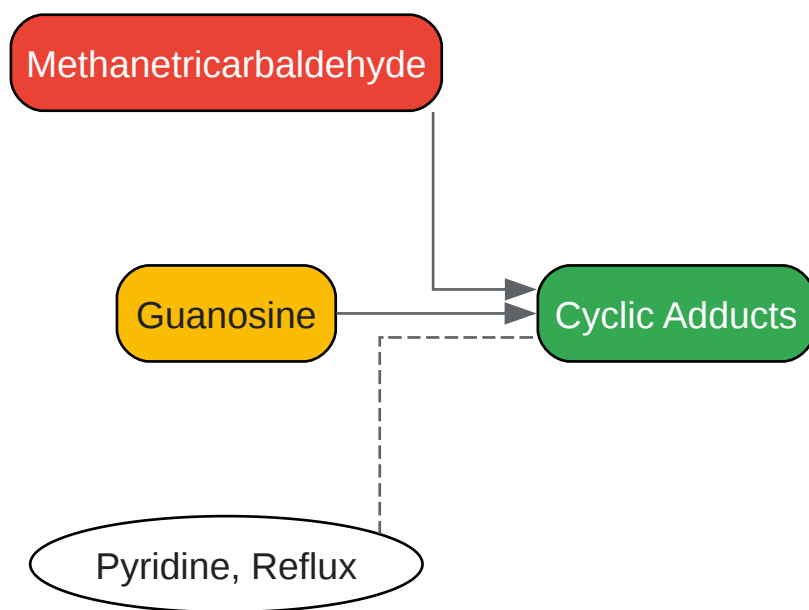 Methanetricarbaldehyde
Guanosine
Cyclic Adducts
Pyridine, Reflux